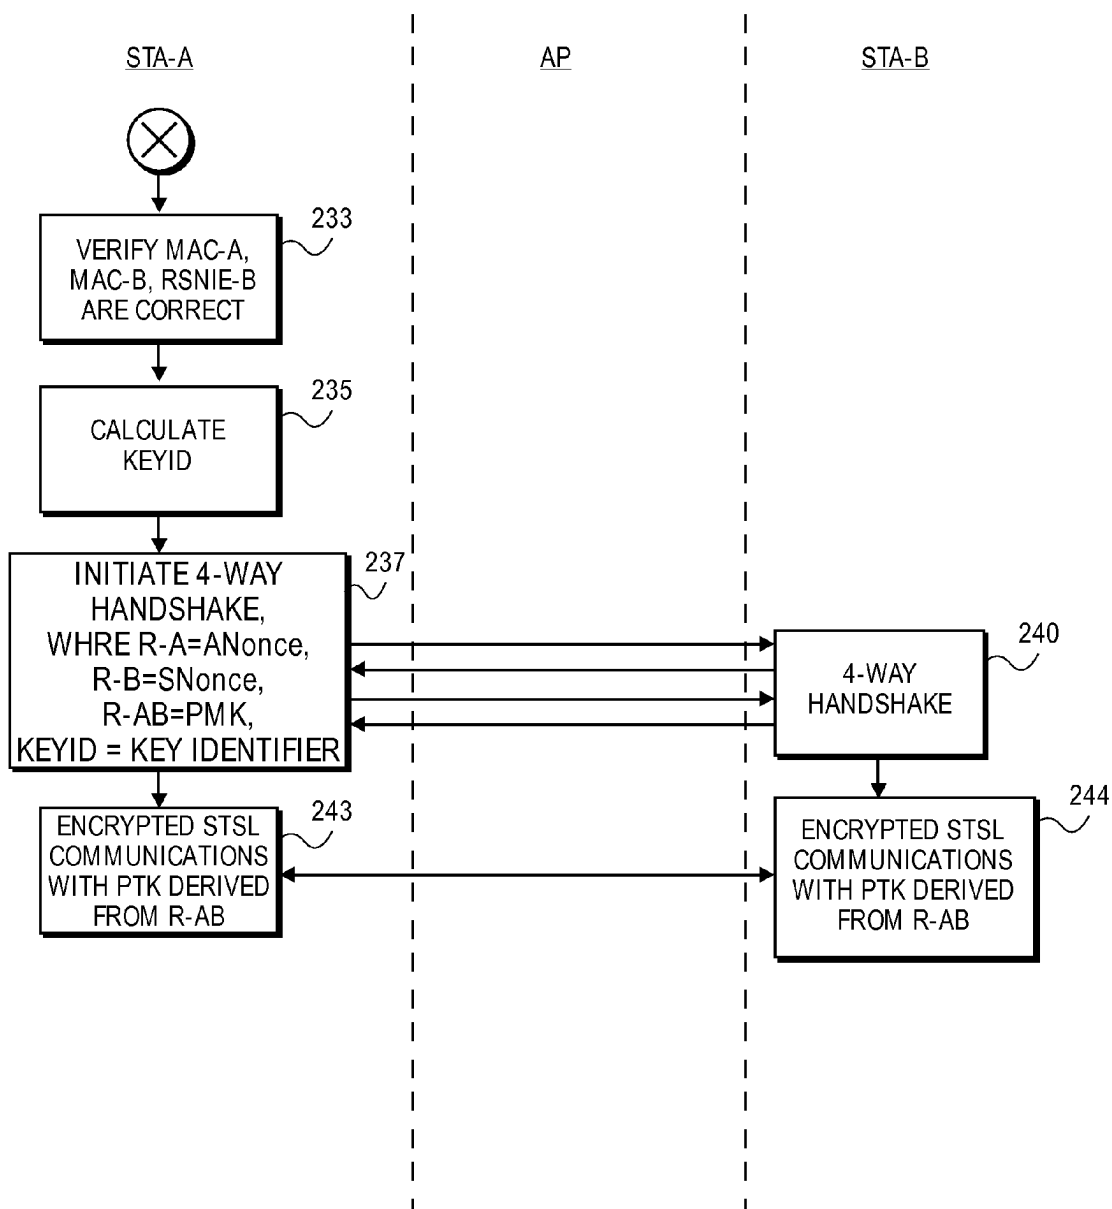 STA-A
AP
STA-B
233
VERIFY MAC-A,
MAC-B, RSNIE-B
ARE CORRECT
235
CALCULATE
KEYID
237
INITIATE 4-WAY
HANDSHAKE,
WHRE R-A=ANonce,
R-B=SNonce,
R-AB=PMK,
KEYID = KEY IDENTIFIER
240
4-WAY
HANDSHAKE
243
ENCRYPTED STSL
COMMUNICATIONS
WITH PTK DERIVED
FROM R-AB
244
ENCRYPTED STSL
COMMUNICATIONS
WITH PTK DERIVED
FROM R-AB